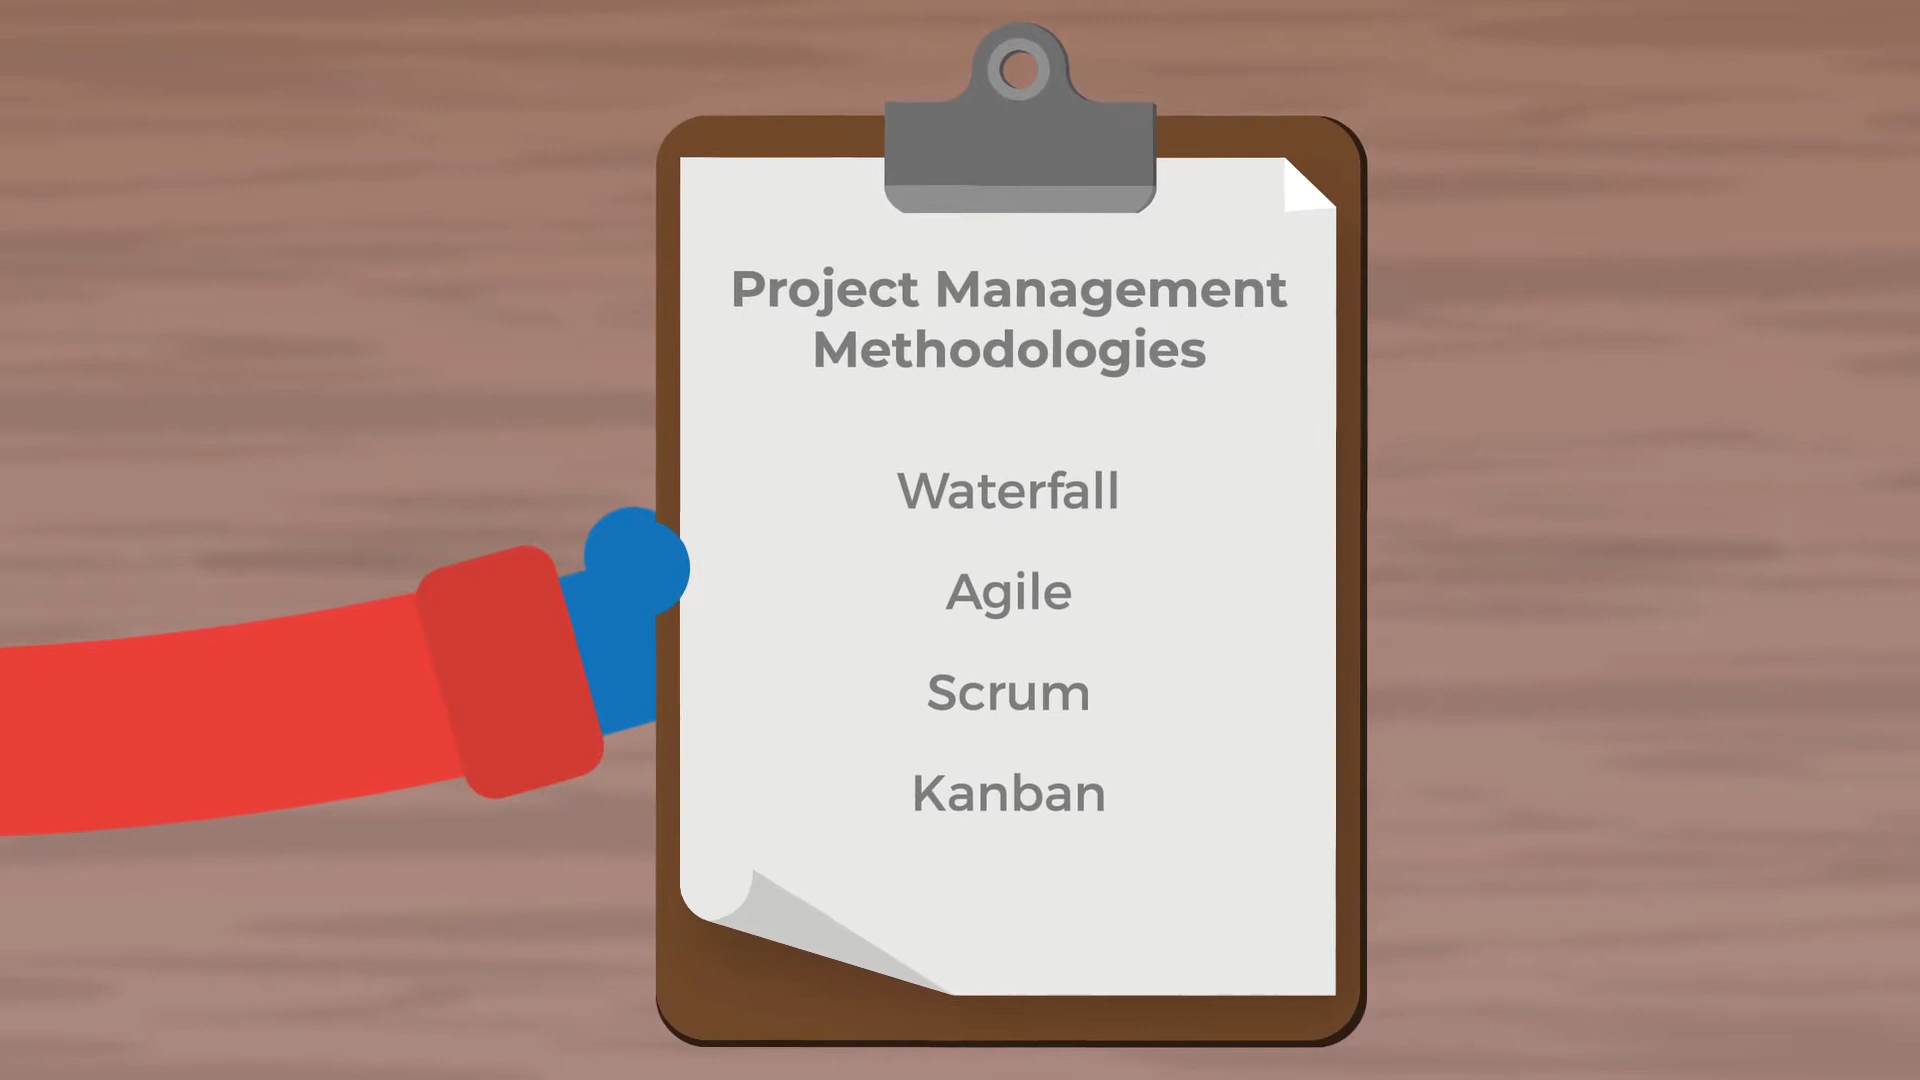 Project Management
Methodologies
Waterfall
Agile
Scrum
Kanban